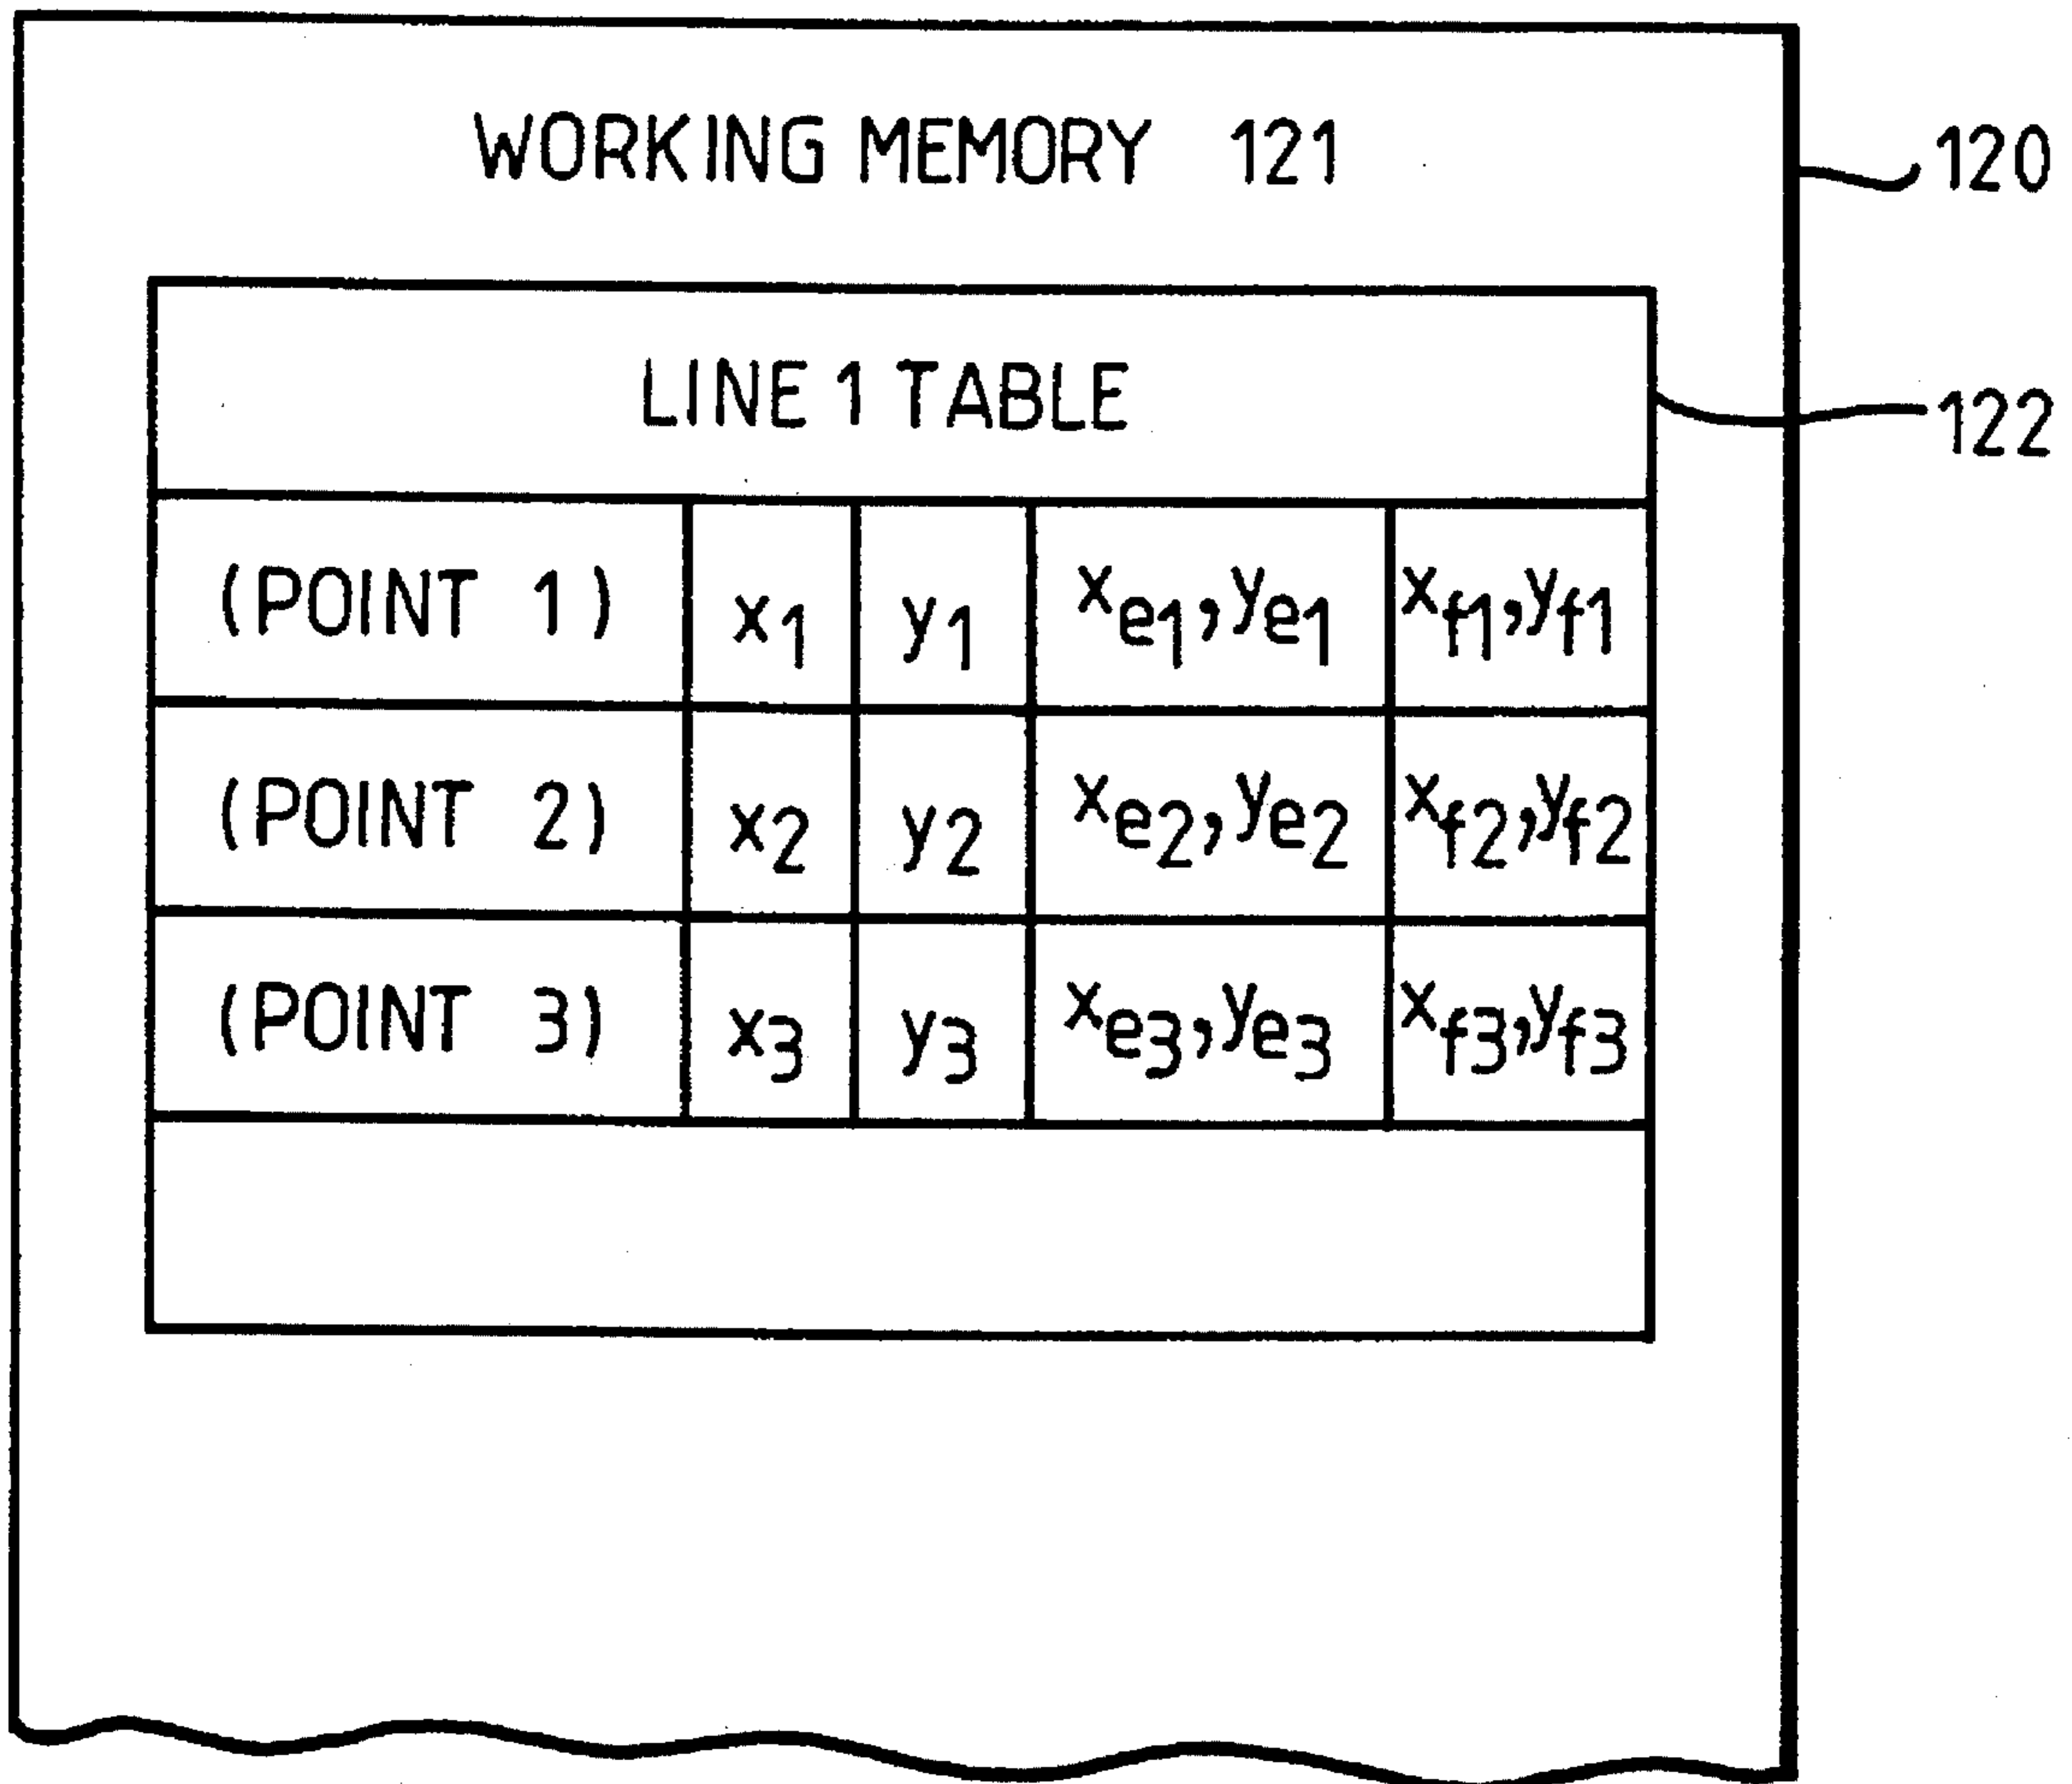 WORKING MEMORY 121
120
LINE 1 TABLE
122
(POINT 1) x1 y1 xe1,ye1 xf1,yf1
(POINT 2) x2 y2 xe2,ye2 xf2,yf2
(POINT 3) x3 y3 xe3,ye3 xf3,yf3